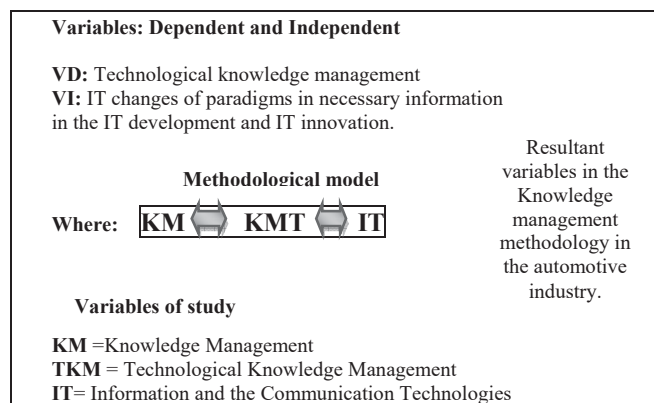 Variables: Dependent and Independent
VD: Technological knowledge management
VI: IT changes of paradigms in necessary information
in the IT development and IT innovation.
Methodological model
Where: KM KMT IT
Resultant
variables in the
Knowledge
management
methodology in
the automotive
industry.
Variables of study
KM =Knowledge Management
TKM = Technological Knowledge Management
IT= Information and the Communication Technologies